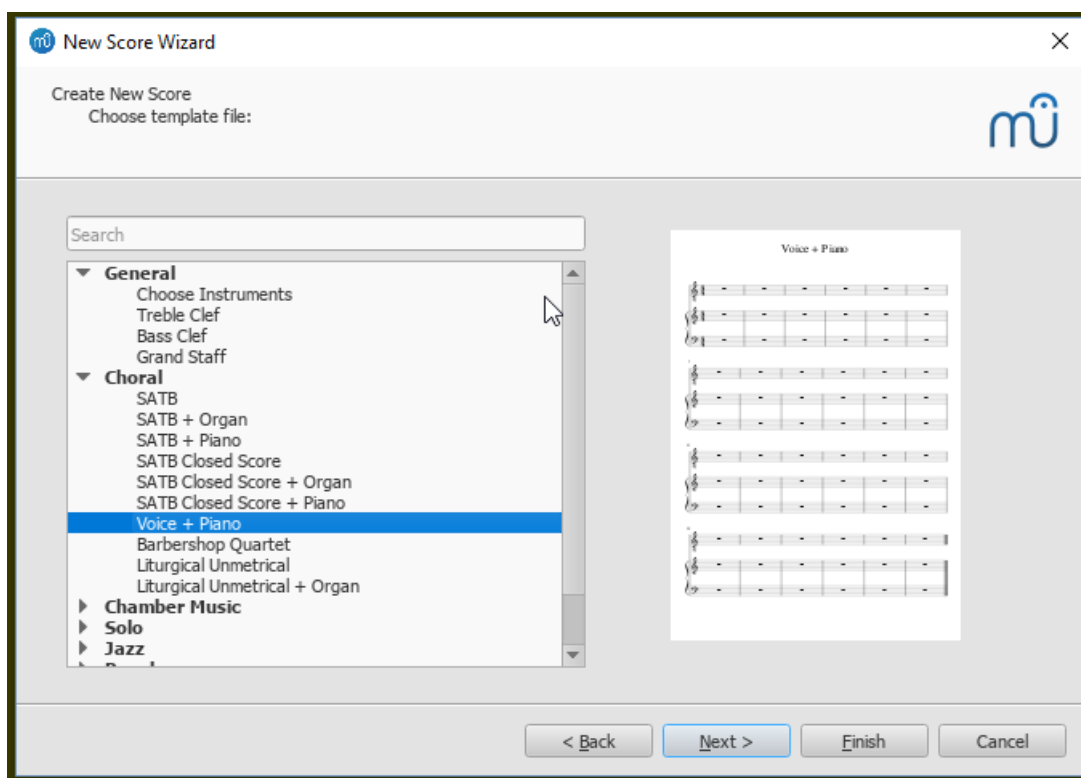 New Score Wizard
Create New Score
Choose template file:
Search
General
Choose Instruments
Treble Clef
Bass Clef
Grand Staff
Choral
SATB
SATB + Organ
SATB + Piano
SATB Closed Score
SATB Closed Score + Organ
SATB Closed Score + Piano
Voice + Piano
Barbershop Quartet
Liturgical Unmetrical
Liturgical Unmetrical + Organ
Chamber Music
Solo
Jazz
Voice + Piano
< Back
Next >
Finish
Cancel